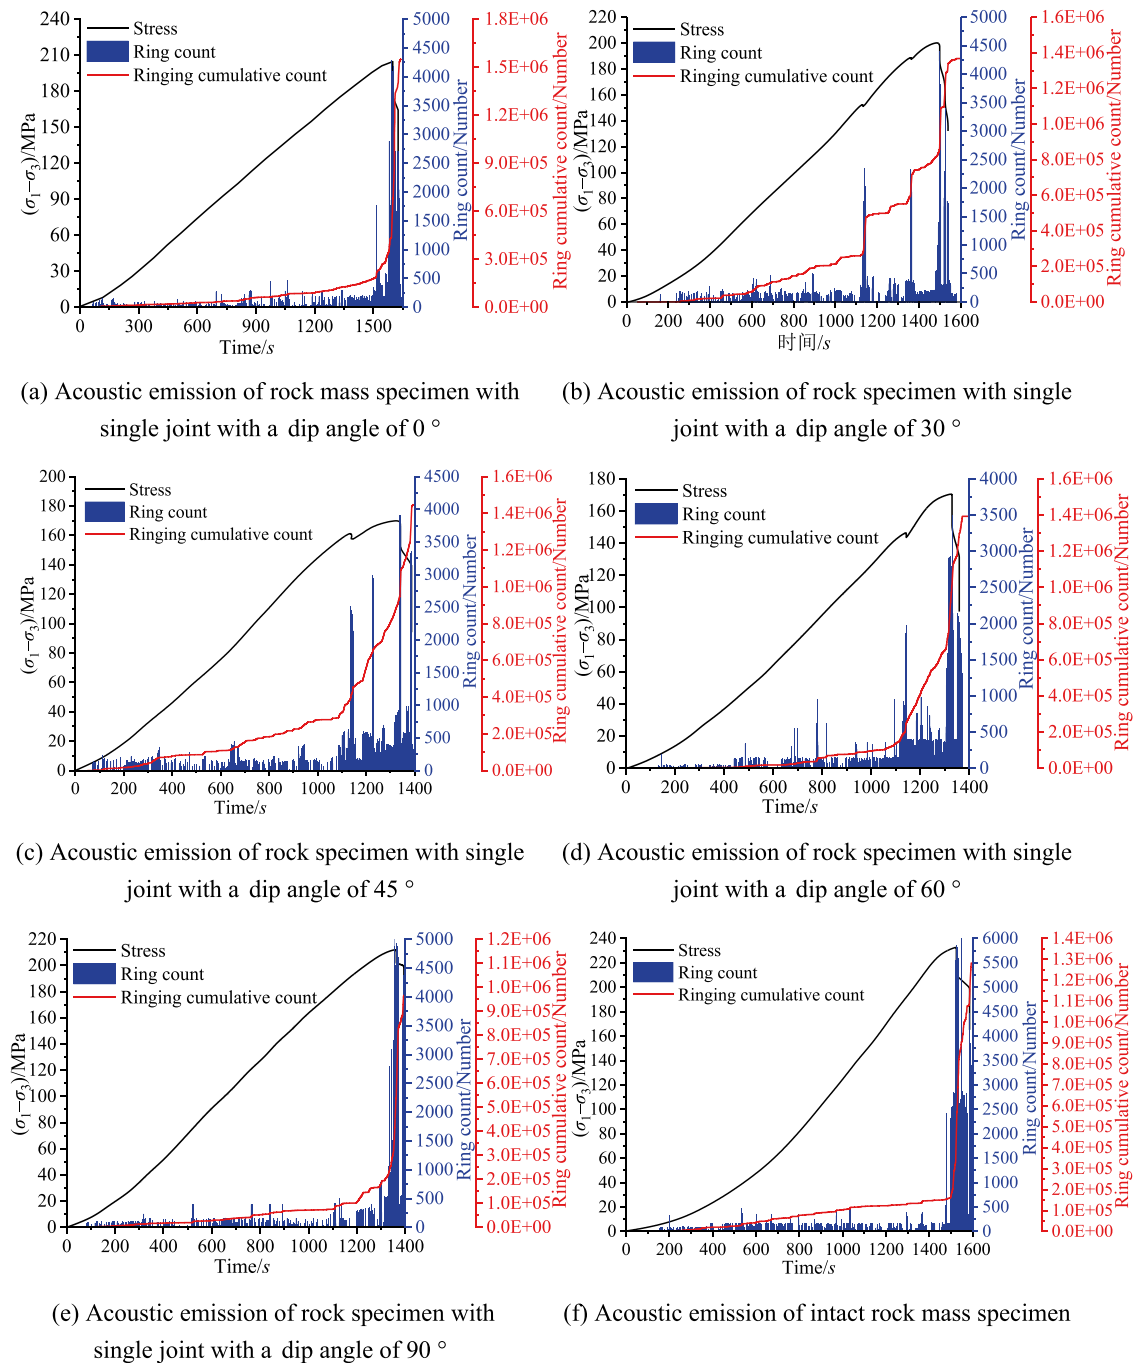 240
210
180
150
120
90
60
30
0
(σ1–σ3)/MPa
Stress
Ring count
Ringing cumulative count
0 300 600 900 1200 1500
Time/s
5000
4500
4000
3500
3000
2500
2000
1500
1000
500
0
Ring count/Number
1.8E+06
1.5E+06
1.2E+06
9.0E+05
6.0E+05
3.0E+05
0.0E+00
Ring cumulative count/Number
220
200
180
160
140
120
100
80
60
40
20
0
(σ1–σ3)/MPa
Stress
Ring count
Ringing cumulative count
0 200 400 600 800 1000 1200 1400 1600
时间/s
5000
4500
4000
3500
3000
2500
2000
1500
1000
500
0
Ring count/Number
1.6E+06
1.4E+06
1.2E+06
1.0E+06
8.0E+05
6.0E+05
4.0E+05
2.0E+05
0.0E+00
Ring cumulative count/Number
(a) Acoustic emission of rock mass specimen with
single joint with a dip angle of 0 °
(b) Acoustic emission of rock specimen with single
joint with a dip angle of 30 °
200
180
160
140
120
100
80
60
40
20
0
(σ1–σ3)/MPa
Stress
Ring count
Ringing cumulative count
0 200 400 600 800 1000 1200 1400
Time/s
4500
4000
3500
3000
2500
2000
1500
1000
500
0
Ring count/Number
1.6E+06
1.4E+06
1.2E+06
1.0E+06
8.0E+05
6.0E+05
4.0E+05
2.0E+05
0.0E+00
Ring cumulative count/Number
180
160
140
120
100
80
60
40
20
0
(σ1–σ3)/MPa
Stress
Ring count
Ringing cumulative count
0 200 400 600 800 1000 1200 1400
Time/s
4000
3500
3000
2500
2000
1500
1000
500
0
Ring count/Number
1.6E+06
1.4E+06
1.2E+06
1.0E+06
8.0E+05
6.0E+05
4.0E+05
2.0E+05
0.0E+00
Ring cumulative count/Number
(c) Acoustic emission of rock specimen with single
joint with a dip angle of 45 °
(d) Acoustic emission of rock specimen with single
joint with a dip angle of 60 °
220
200
180
160
140
120
100
80
60
40
20
0
(σ1–σ3)/MPa
Stress
Ring count
Ringing cumulative count
0 200 400 600 800 1000 1200 1400
Time/s
5000
4500
4000
3500
3000
2500
2000
1500
1000
500
0
Ring count/Number
1.2E+06
1.1E+06
1.0E+06
9.0E+05
8.0E+05
7.0E+05
6.0E+05
5.0E+05
4.0E+05
3.0E+05
2.0E+05
1.0E+05
0.0E+00
Ring cumulative count/Number
240
220
200
180
160
140
120
100
80
60
40
20
0
(σ1–σ3)/MPa
Stress
Ring count
Ringing cumulative count
0 200 400 600 800 1000 1200 1400 1600
Time/s
6000
5500
5000
4500
4000
3500
3000
2500
2000
1500
1000
500
0
Ring count/Number
1.4E+06
1.3E+06
1.2E+06
1.1E+06
1.0E+06
9.0E+05
8.0E+05
7.0E+05
6.0E+05
5.0E+05
4.0E+05
3.0E+05
2.0E+05
1.0E+05
0.0E+00
Ring cumulative count/Number
(e) Acoustic emission of rock specimen with
single joint with a dip angle of 90 °
(f) Acoustic emission of intact rock mass specimen